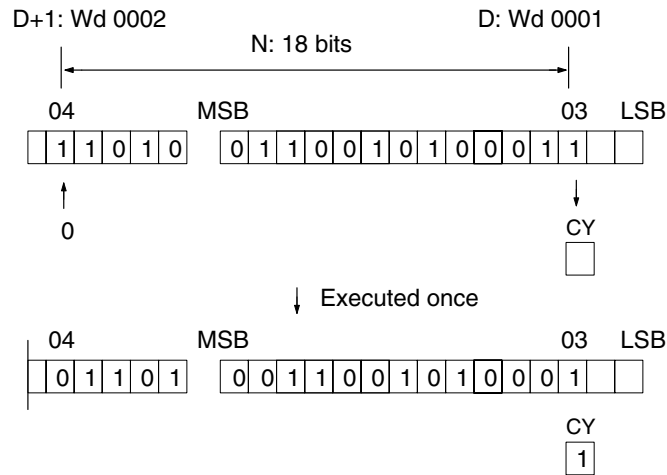 D+1: Wd 0002 D: Wd 0001
N: 18 bits
04 MSB 03 LSB
1 1 0 1 0 0 1 1 0 0 1 0 1 0 0 0 1 1
0 CY
Executed once
04 MSB 03 LSB
0 1 1 0 1 0 0 1 1 0 0 1 0 1 0 0 0 1
CY
1